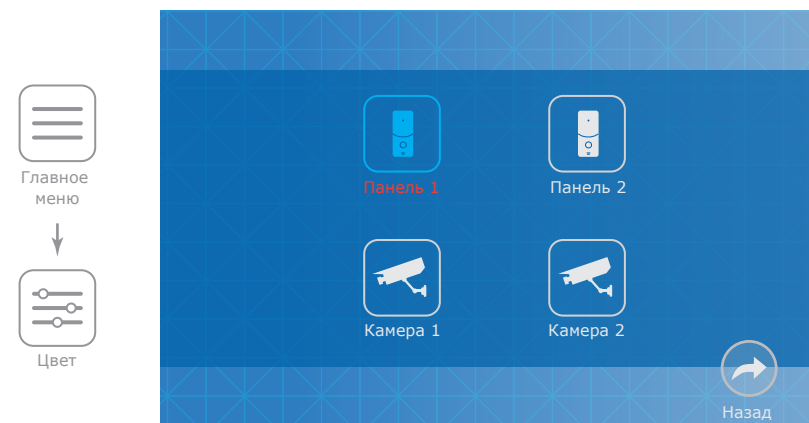 Главное
меню
Цвет
Панель 1
Панель 2
Камера 1
Камера 2
Назад